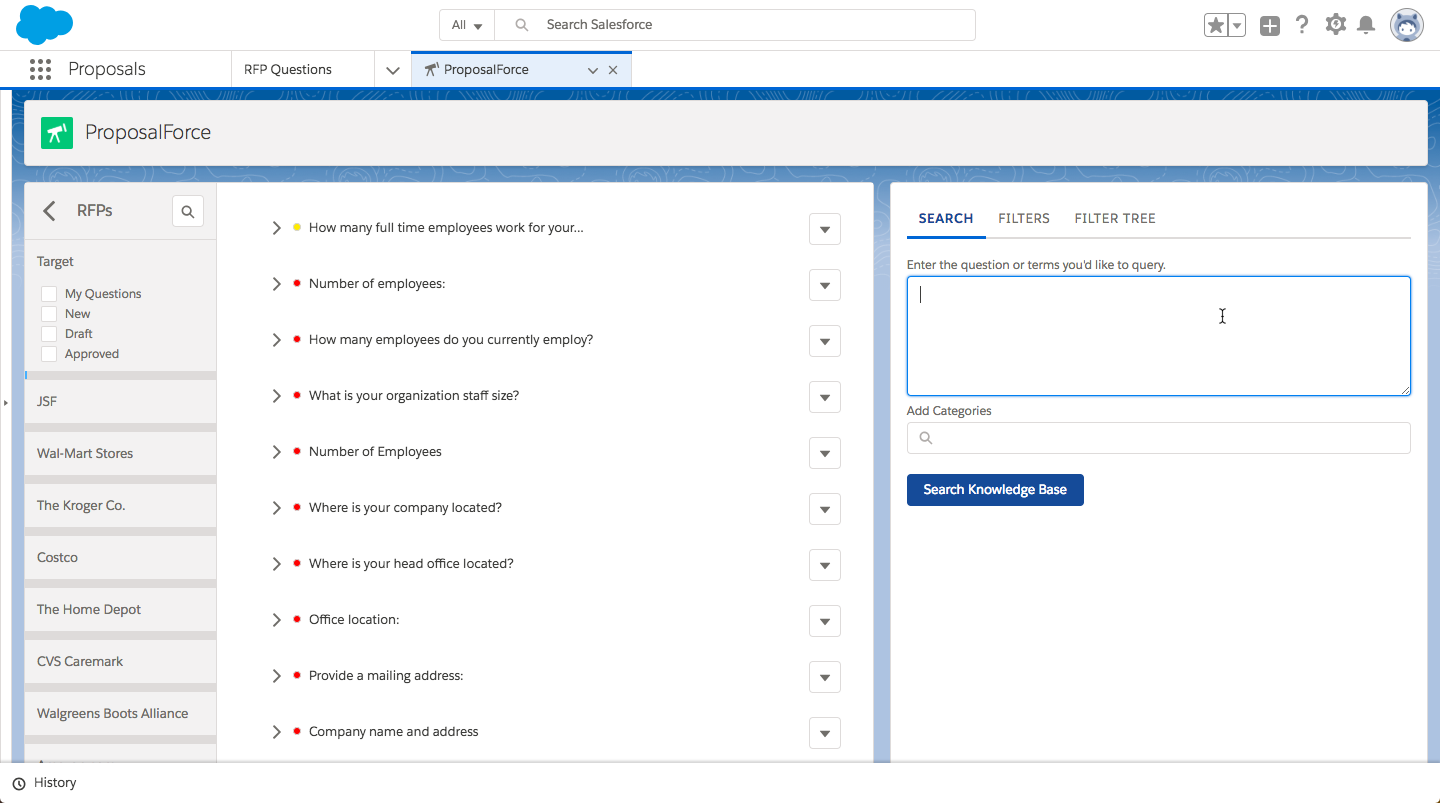 All
Search Salesforce
Proposals
RFP Questions
ProposalForce
ProposalForce
RFPs
Target
My Questions
New
Draft
Approved
JSF
Wal-Mart Stores
The Kroger Co.
Costco
The Home Depot
CVS Caremark
Walgreens Boots Alliance
How many full time employees work for your...
Number of employees:
How many employees do you currently employ?
What is your organization staff size?
Number of Employees
Where is your company located?
Where is your head office located?
Office location:
Provide a mailing address:
Company name and address
SEARCH FILTERS FILTER TREE
Enter the question or terms you'd like to query.
Add Categories
Search Knowledge Base
History